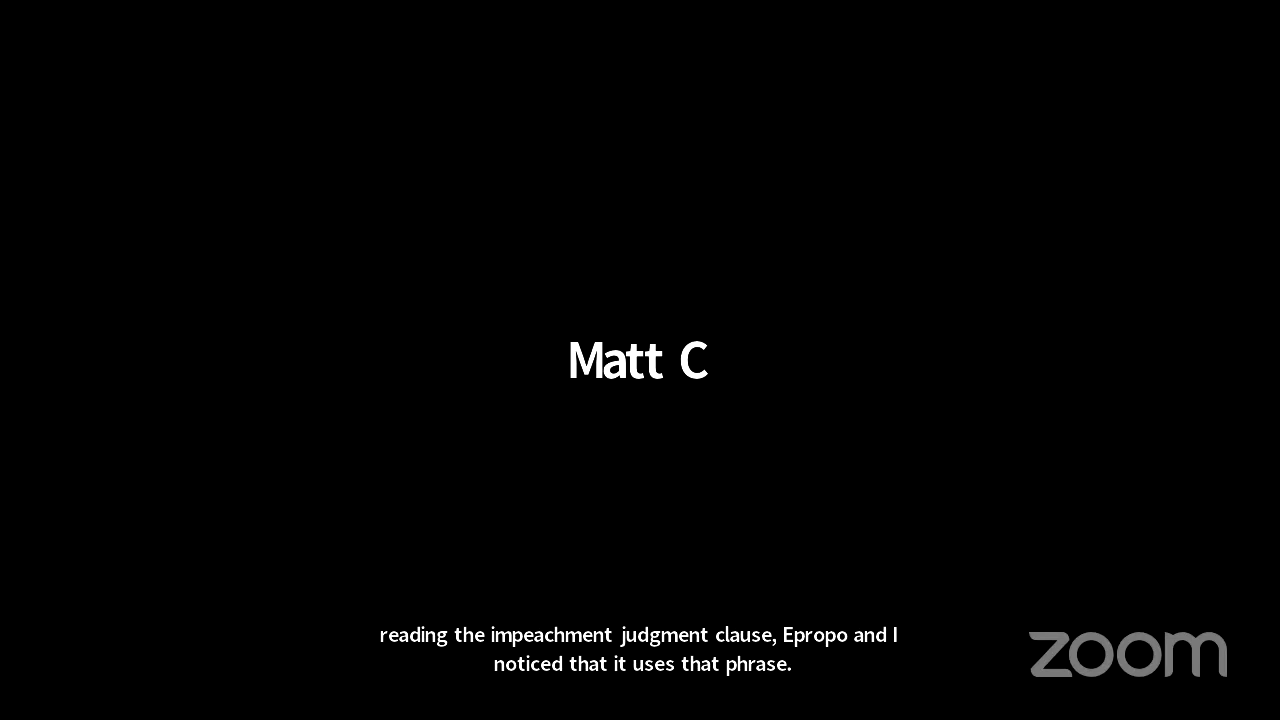 Matt C
reading the impeachment judgment clause, Epropo and I
noticed that it uses that phrase.
zoom